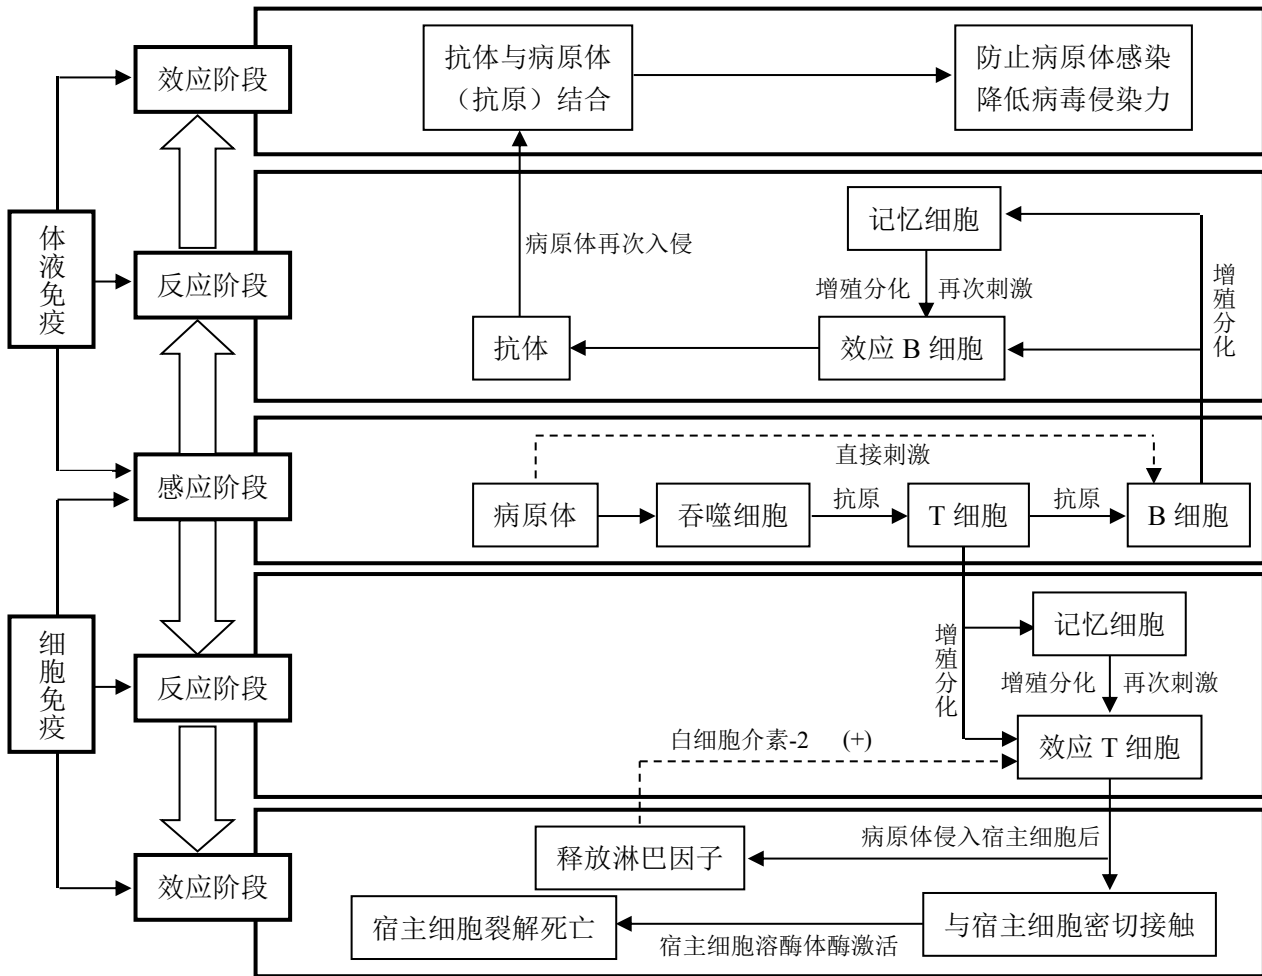 效应阶段
抗体与病原体
（抗原）结合
防止病原体感染
降低病毒侵染力
体液免疫
反应阶段
病原体再次入侵
记忆细胞
增殖分化 再次刺激
增殖分化
抗体
效应 B 细胞
感应阶段
直接刺激
病原体
吞噬细胞
抗原
T 细胞
抗原
B 细胞
细胞免疫
反应阶段
增殖分化
记忆细胞
增殖分化 再次刺激
白细胞介素-2 (+)
效应 T 细胞
效应阶段
释放淋巴因子
病原体侵入宿主细胞后
宿主细胞裂解死亡
宿主细胞溶酶体酶激活
与宿主细胞密切接触